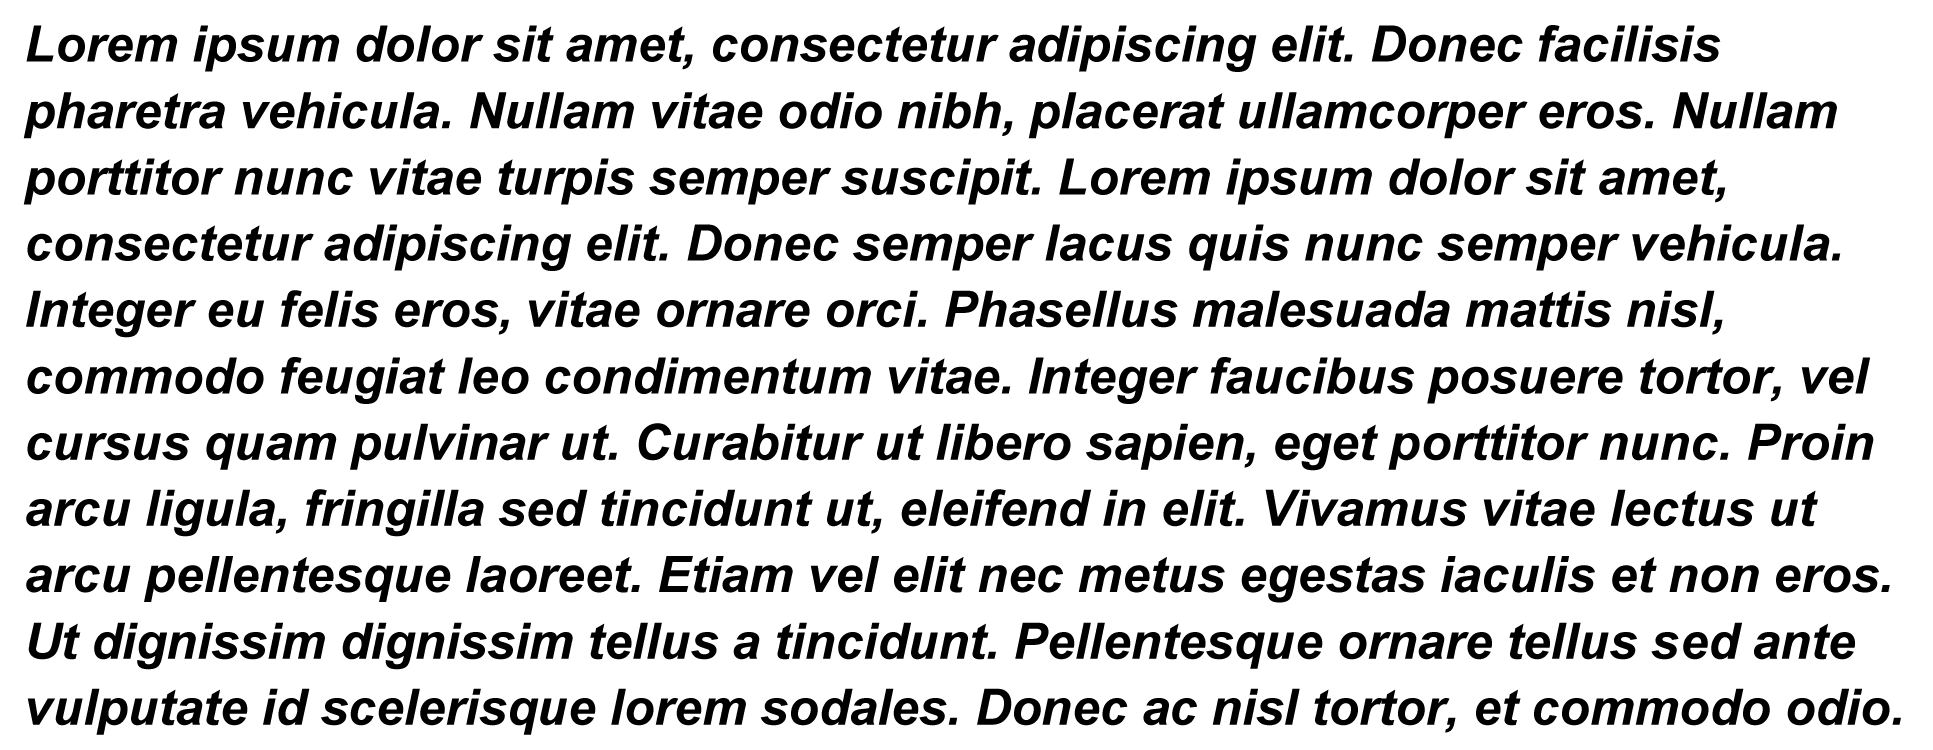 Lorem ipsum dolor sit amet, consectetur adipiscing elit. Donec facilisis
pharetra vehicula. Nullam vitae odio nibh, placerat ullamcorper eros. Nullam
porttitor nunc vitae turpis semper suscipit. Lorem ipsum dolor sit amet,
consectetur adipiscing elit. Donec semper lacus quis nunc semper vehicula.
Integer eu felis eros, vitae ornare orci. Phasellus malesuada mattis nisl,
commodo feugiat leo condimentum vitae. Integer faucibus posuere tortor, vel
cursus quam pulvinar ut. Curabitur ut libero sapien, eget porttitor nunc. Proin
arcu ligula, fringilla sed tincidunt ut, eleifend in elit. Vivamus vitae lectus ut
arcu pellentesque laoreet. Etiam vel elit nec metus egestas iaculis et non eros.
Ut dignissim dignissim tellus a tincidunt. Pellentesque ornare tellus sed ante
vulputate id scelerisque lorem sodales. Donec ac nisl tortor, et commodo odio.